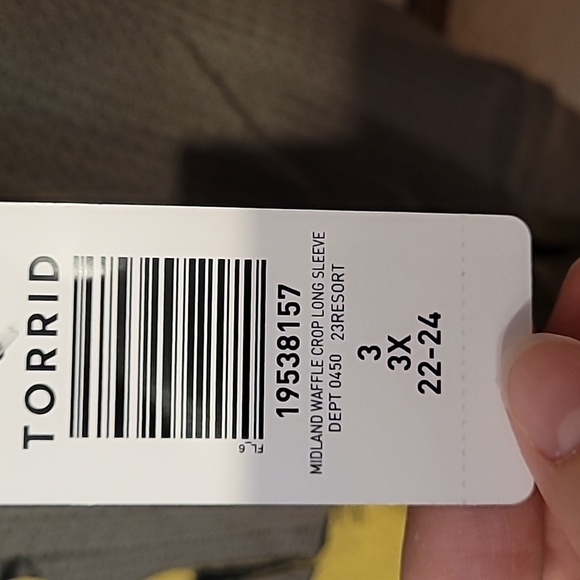 TORRID
FL_6
19538157
MIDLAND WAFFLE CROP LONG SLEEVE
DEPT 0450 23RESORT
3
3X
22-24